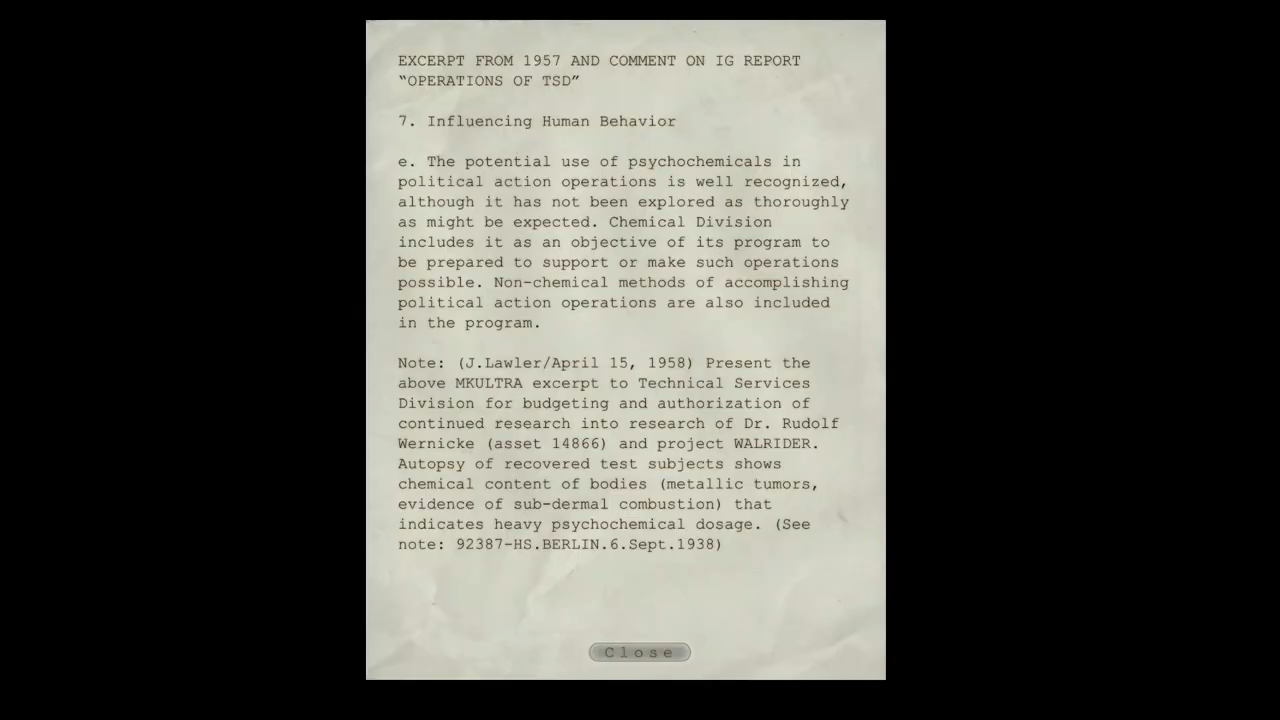 EXCERPT FROM 1957 AND COMMENT ON IG REPORT
“OPERATIONS OF TSD”
7. Influencing Human Behavior
e. The potential use of psychochemicals in
political action operations is well recognized,
although it has not been explored as thoroughly
as might be expected. Chemical Division
includes it as an objective of its program to
be prepared to support or make such operations
possible. Non-chemical methods of accomplishing
political action operations are also included
in the program.
Note: (J.Lawler/April 15, 1958) Present the
above MKULTRA excerpt to Technical Services
Division for budgeting and authorization of
continued research into research of Dr. Rudolf
Wernicke (asset 14866) and project WALRIDER.
Autopsy of recovered test subjects shows
chemical content of bodies (metallic tumors,
evidence of sub-dermal combustion) that
indicates heavy psychochemical dosage. (See
note: 92387-HS.BERLIN.6.Sept.1938)
Close